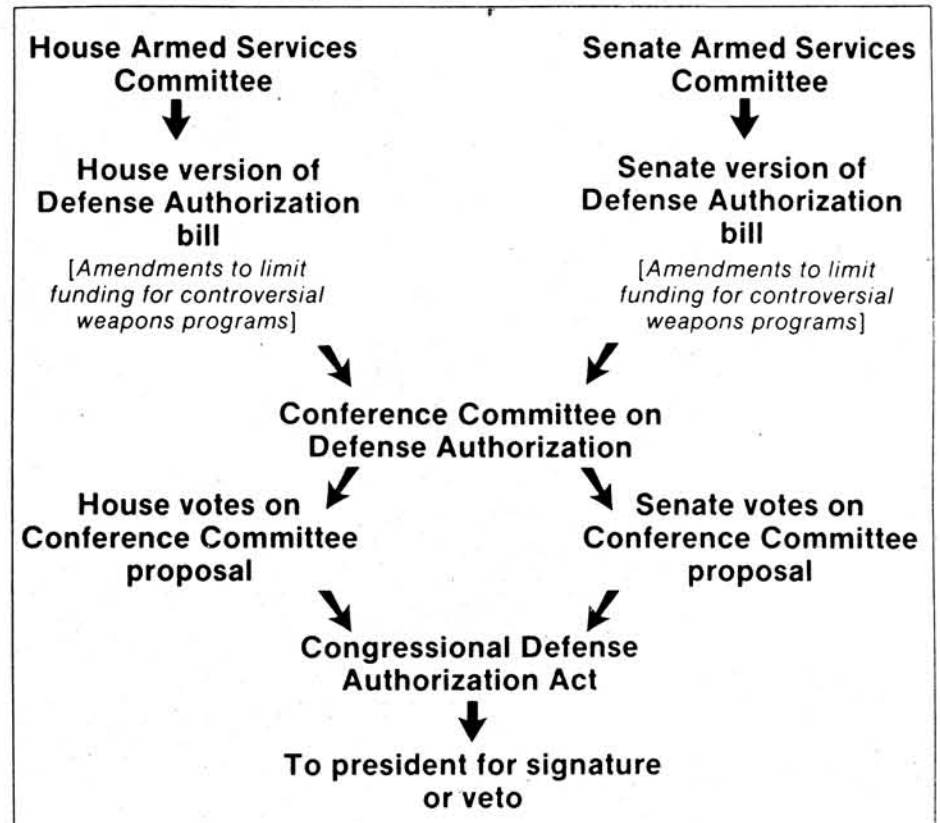 House Armed Services
Committee
Senate Armed Services
Committee
House version of
Defense Authorization
bill
[Amendments to limit
funding for controversial
weapons programs]
Senate version of
Defense Authorization
bill
[Amendments to limit
funding for controversial
weapons programs]
Conference Committee on
Defense Authorization
House votes on
Conference Committee
proposal
Senate votes on
Conference Committee
proposal
Congressional Defense
Authorization Act
To president for signature
or veto